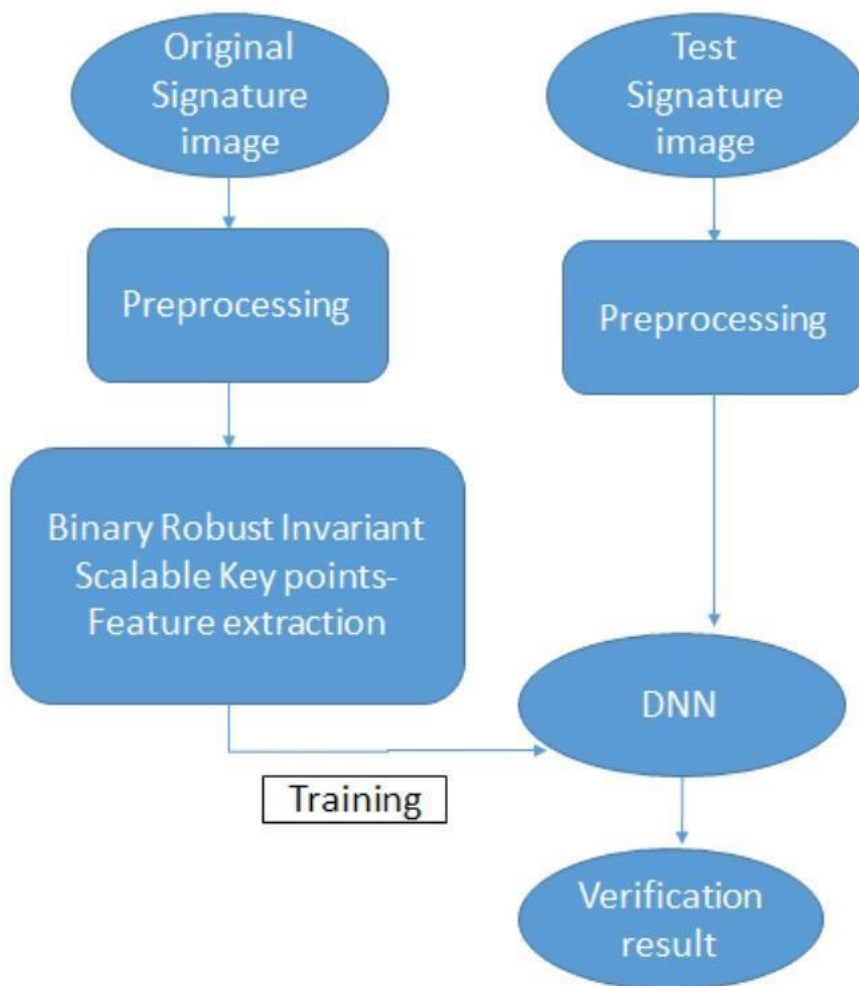 Original
Signature
image
Test
Signature
image
Preprocessing
Preprocessing
Binary Robust Invariant
Scalable Key points-
Feature extraction
DNN
Training
Verification
result